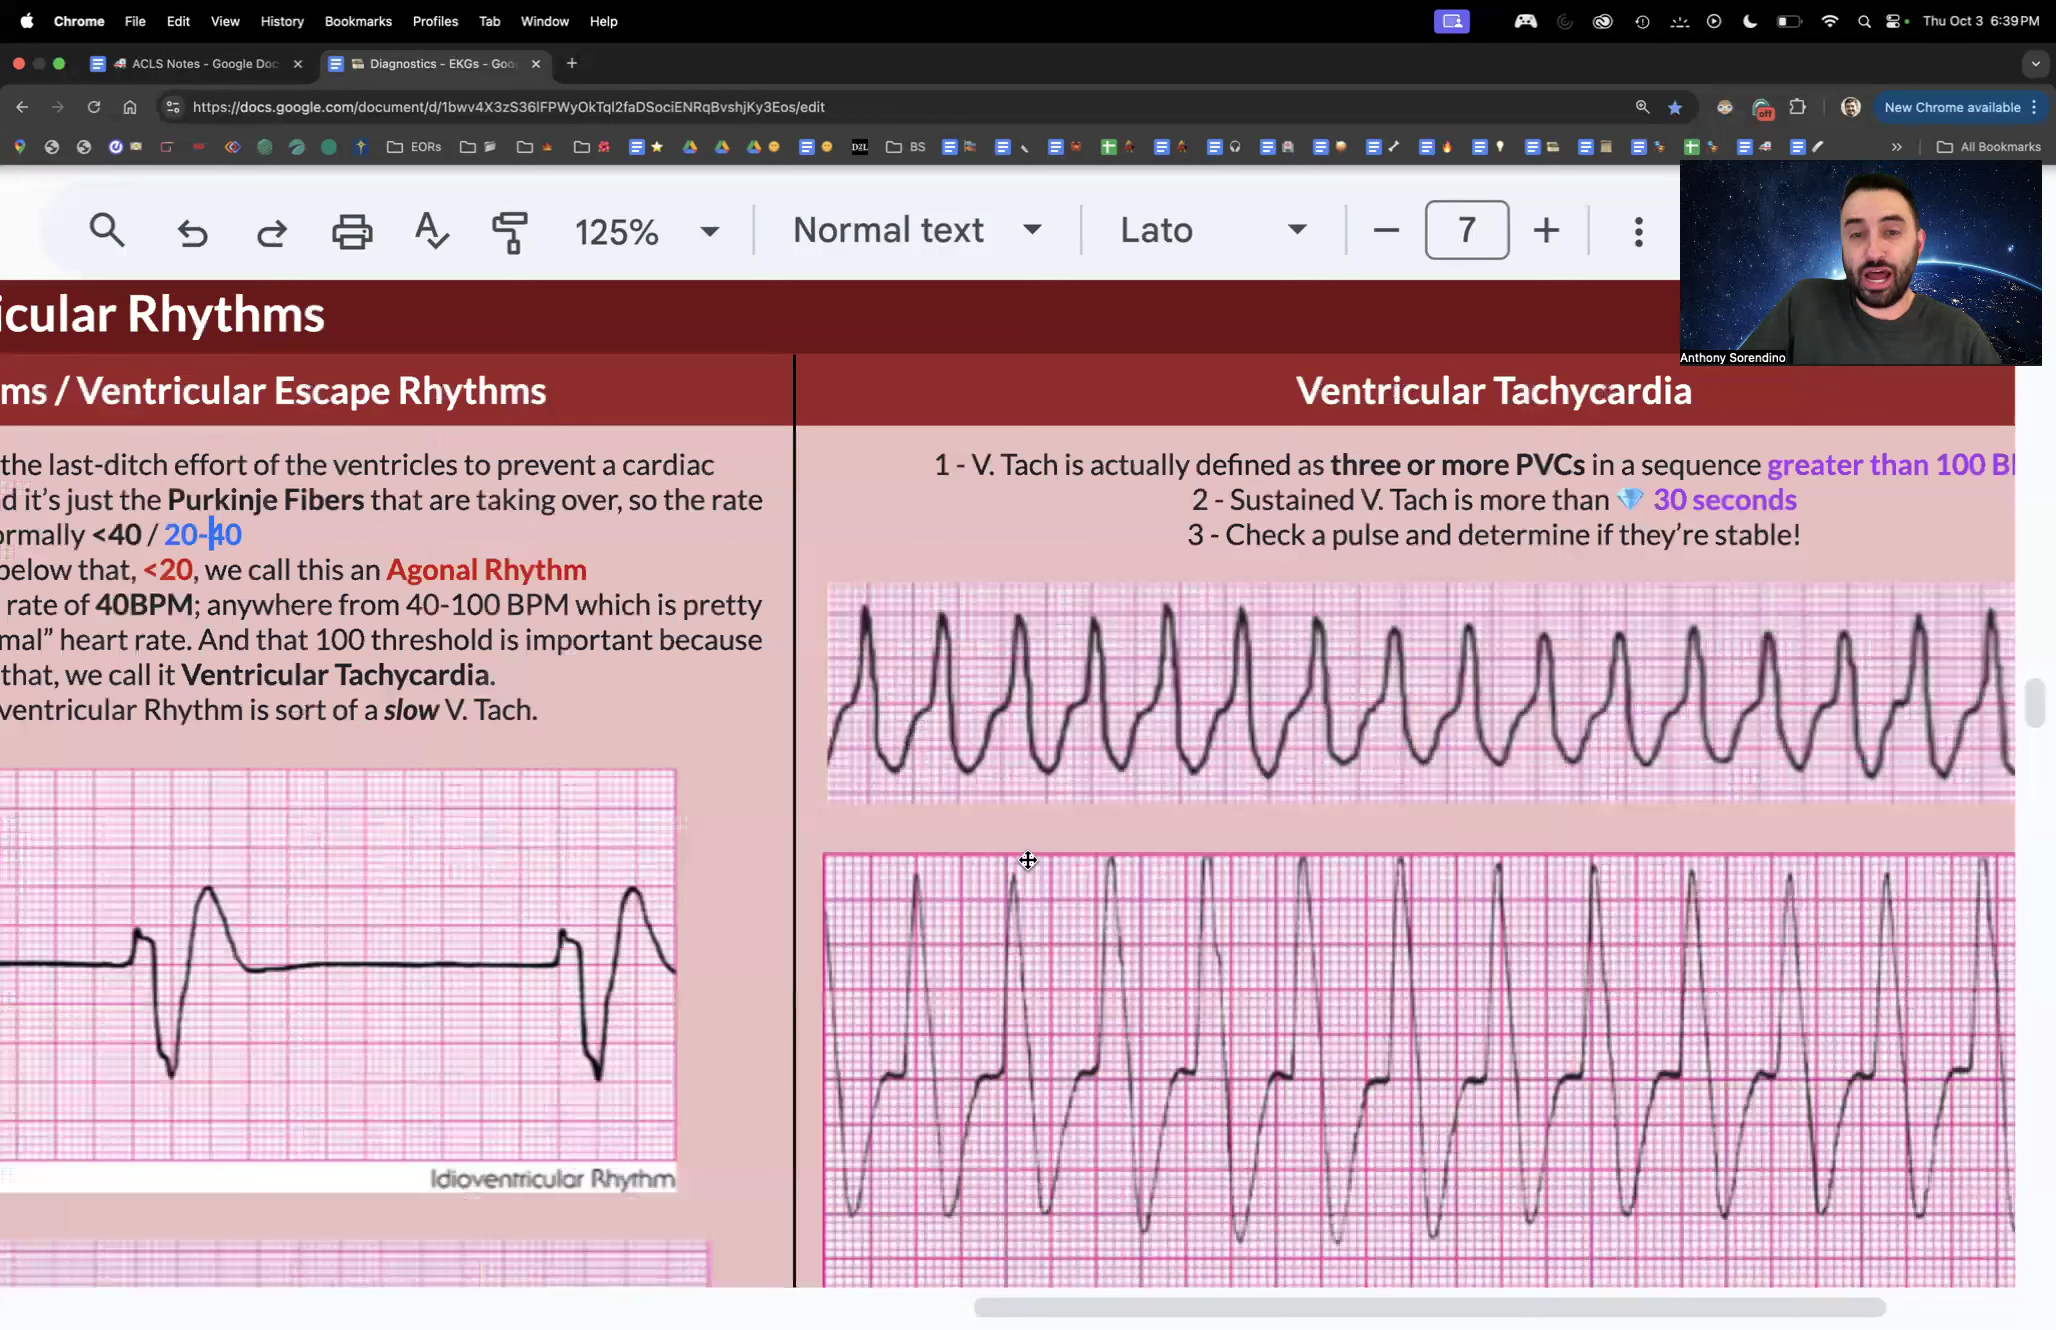 Chrome File Edit View History Bookmarks Profiles Tab Window Help Thu Oct 3 6:39 PM
ACLS Notes - Google Doc Diagnostics - EKGs - Goo
https://docs.google.com/document/d/1bwv4X3zS36lFPWyOkTql2faDSociENRqBvshjKy3Eos/edit off New Chrome available
EORs D2L BS All Bookmarks
125% Normal text Lato 7
Anthony Sorendino
icular Rhythms
ms / Ventricular Escape Rhythms
the last-ditch effort of the ventricles to prevent a cardiac
d it's just the Purkinje Fibers that are taking over, so the rate
ormally <40 / 20-40
below that, <20, we call this an Agonal Rhythm
rate of 40BPM; anywhere from 40-100 BPM which is pretty
mal" heart rate. And that 100 threshold is important because
that, we call it Ventricular Tachycardia.
ventricular Rhythm is sort of a slow V. Tach.
Idioventricular Rhythm
Ventricular Tachycardia
1 - V. Tach is actually defined as three or more PVCs in a sequence greater than 100 B
2 - Sustained V. Tach is more than 💎 30 seconds
3 - Check a pulse and determine if they're stable!